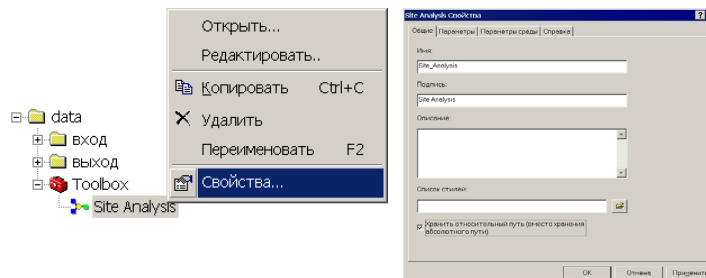 data
вход
выход
Toolbox
Site Analysis
Открыть...
Редактировать..
Копировать Ctrl+C
Удалить
Переименовать F2
Свойства...
Site Analysis Свойства
?
Общие Параметры Параметры среды Справка
Имя:
Site_Analysis
Подпись:
Site Analysis
Описание:
Список стилей:
Хранить относительный путь (вместо хранения
абсолютного пути)
OK Отмена Применить